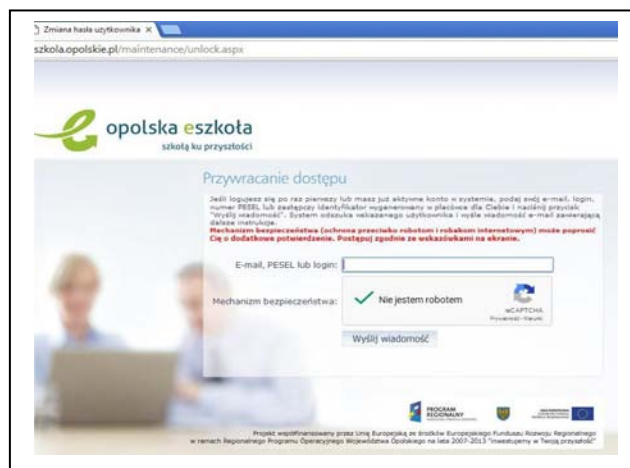 Zmiana hasła użytkownika
szkola.opolskie.pl/maintenance/unlock.aspx
opolska eszkoła
szkołą ku przyszłości
Przywracanie dostępu
Jeśli logujesz się po raz pierwszy lub masz już aktywne konto w systemie, podaj swój e-mail, login,
numer PESEL lub zastępczy identyfikator wygenerowany w placówce dla Ciebie i naciśnij przycisk
"Wyślij wiadomość". System odszuka wskazanego użytkownika i wyśle wiadomość e-mail zawierającą
dalsze instrukcje.
Mechanizm bezpieczeństwa (ochrona przeciwko robotom i robakom internetowym) może poprosić
Cię o dodatkowe potwierdzenie. Postępuj zgodnie ze wskazówkami na ekranie.
E-mail, PESEL lub login:
Mechanizm bezpieczeństwa:
Nie jestem robotem
reCAPTCHA
Prywatność - Warunki
Wyślij wiadomość
PROGRAM
REGIONALNY
Projekt współfinansowany przez Unię Europejską ze środków Europejskiego Funduszu Rozwoju Regionalnego
w ramach Regionalnego Programu Operacyjnego Województwa Opolskiego na lata 2007-2013 "Inwestujemy w Twoją przyszłość"